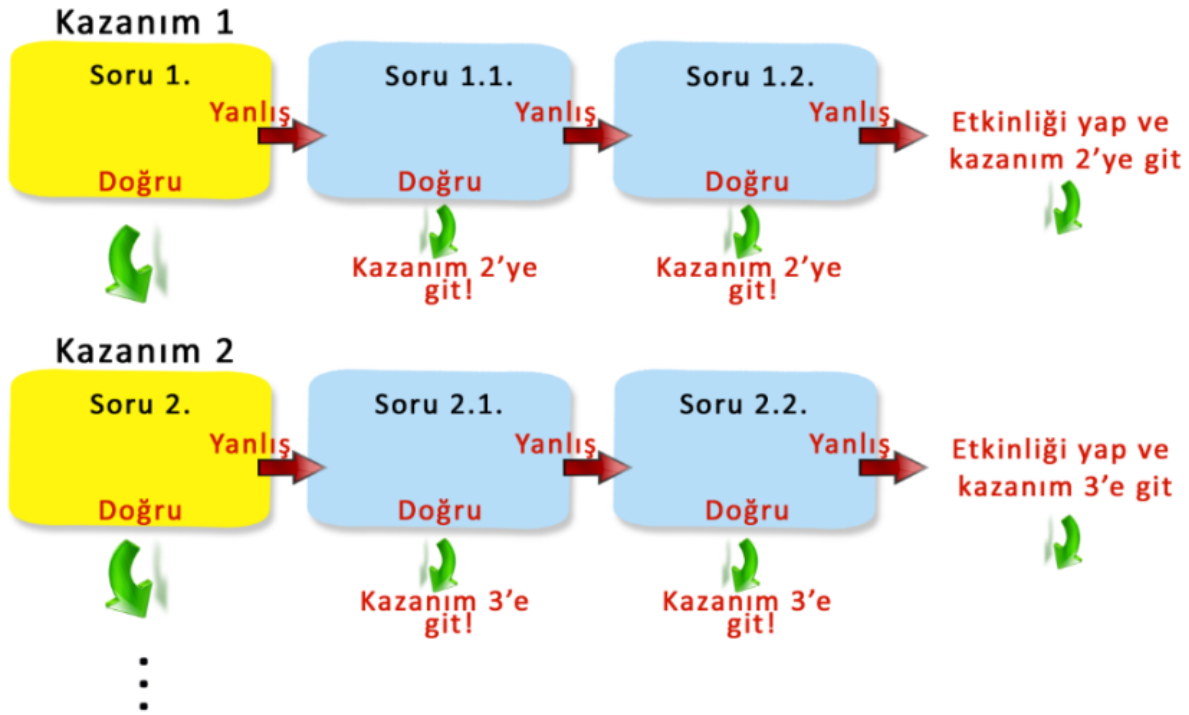 Kazanım 1
Soru 1.
Yanlış
Doğru
Soru 1.1.
Yanlış
Doğru
Kazanım 2'ye
git!
Soru 1.2.
Yanlış
Doğru
Kazanım 2'ye
git!
Etkinliği yap ve
kazanım 2'ye git
Kazanım 2
Soru 2.
Yanlış
Doğru
Soru 2.1.
Yanlış
Doğru
Kazanım 3'e
git!
Soru 2.2.
Yanlış
Doğru
Kazanım 3'e
git!
Etkinliği yap ve
kazanım 3'e git